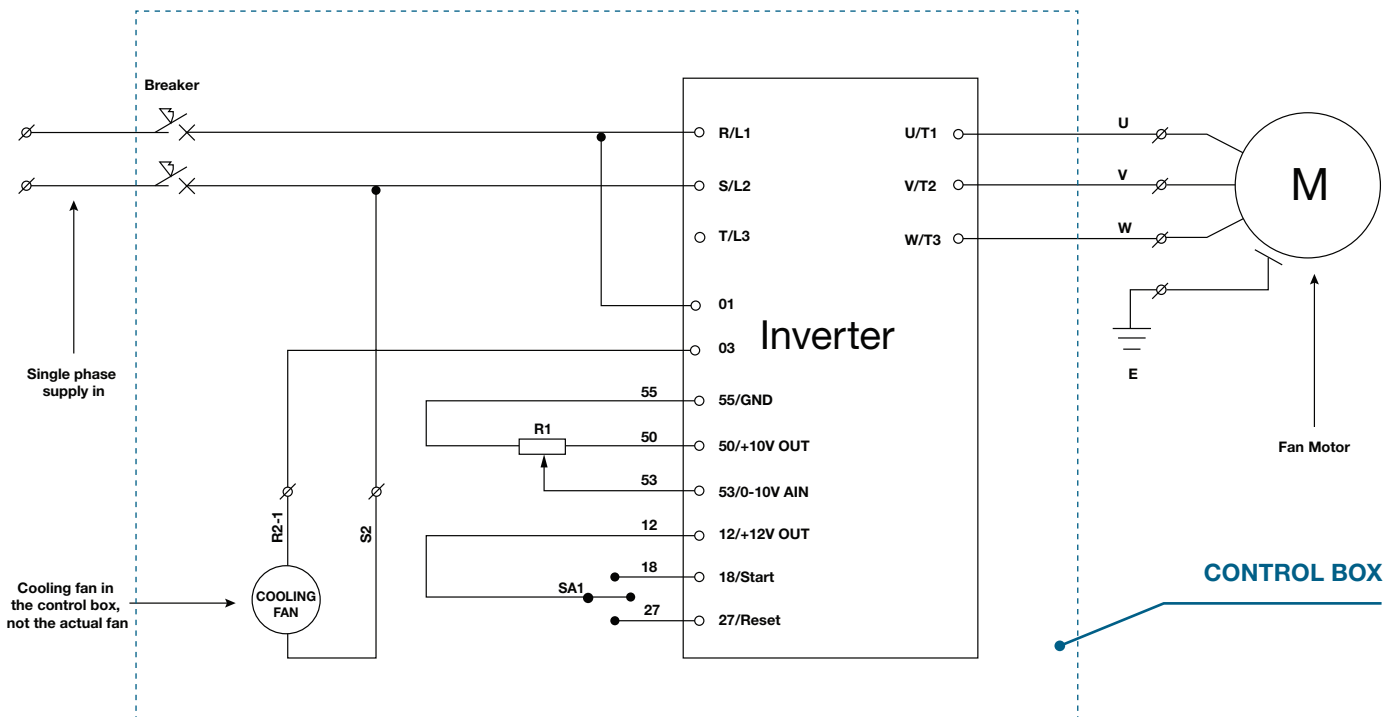 Breaker
R/L1
U/T1
U
S/L2
V/T2
V
M
T/L3
W/T3
W
01
Inverter
03
Single phase
supply in
55
55/GND
E
R1
50
50/+10V OUT
Fan Motor
53
53/0-10V AIN
R2-1
S2
12
12/+12V OUT
18
18/Start
CONTROL BOX
Cooling fan in
the control box,
not the actual fan
COOLING
FAN
SA1
27
27/Reset